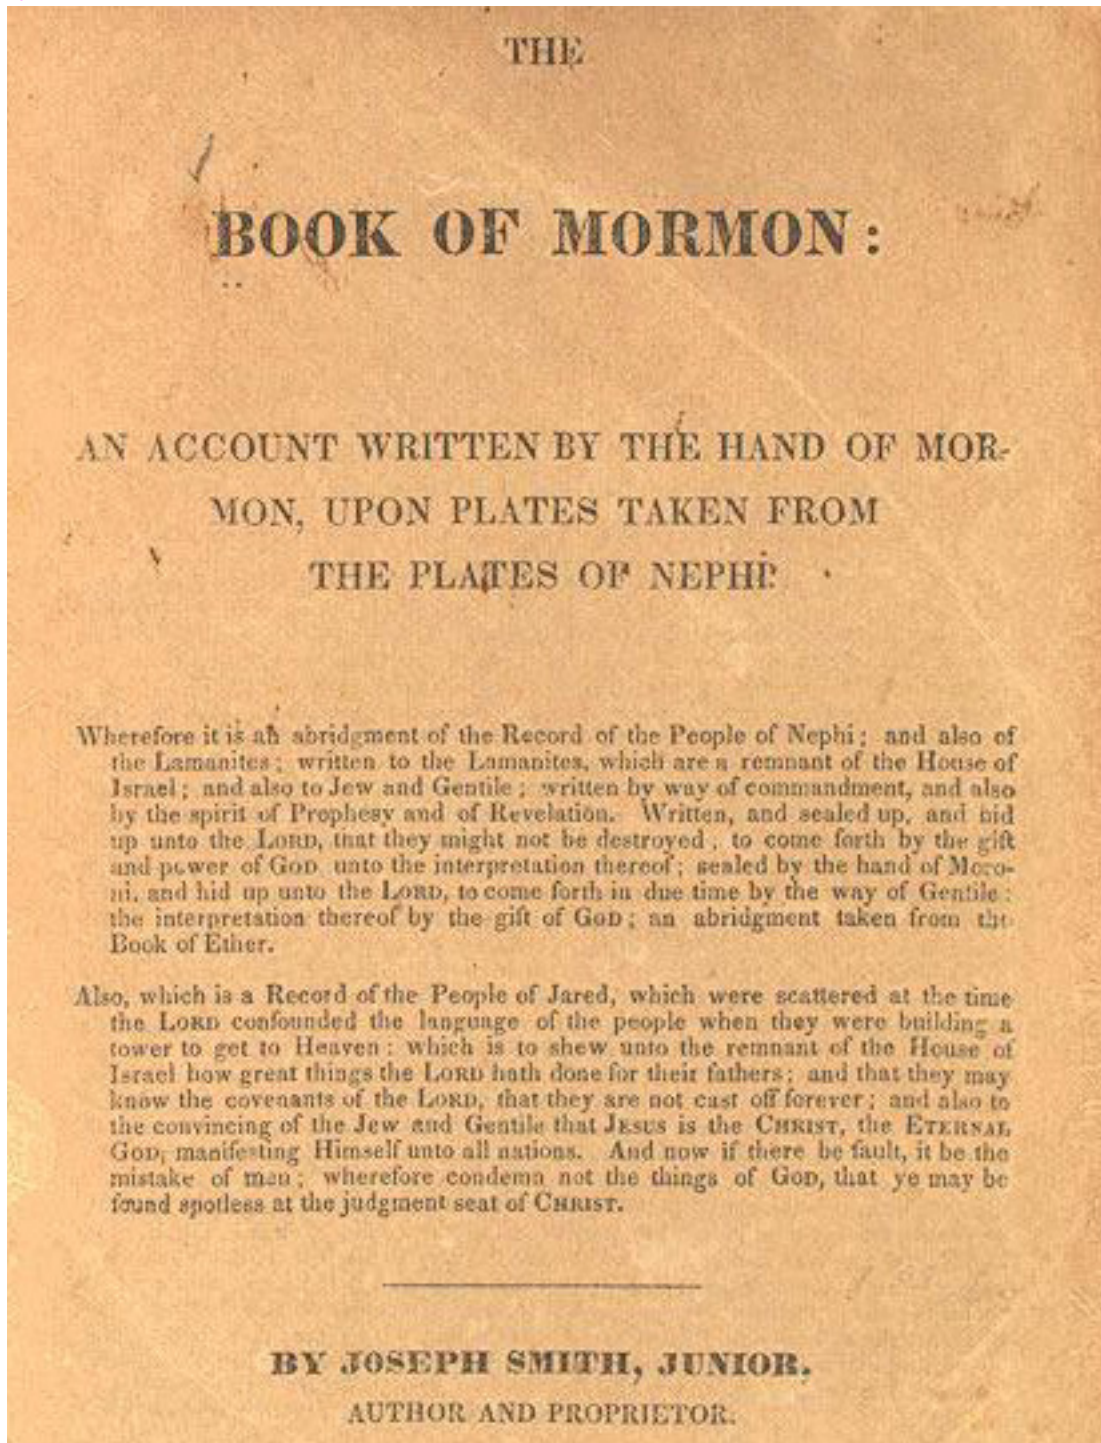 THE
BOOK OF MORMON:
AN ACCOUNT WRITTEN BY THE HAND OF MOR-
MON, UPON PLATES TAKEN FROM
THE PLATES OF NEPHI.
Wherefore it is an abridgment of the Record of the People of Nephi; and also of
the Lamanites; written to the Lamanites, which are a remnant of the House of
Israel; and also to Jew and Gentile; written by way of commandment, and also
by the spirit of Prophesy and of Revelation. Written, and sealed up, and hid
up unto the LORD, that they might not be destroyed; to come forth by the gift
and power of GOD unto the interpretation thereof; sealed by the hand of Moro-
ni, and hid up unto the LORD, to come forth in due time by the way of Gentile;
the interpretation thereof by the gift of GOD; an abridgment taken from the
Book of Ether.
Also, which is a Record of the People of Jared, which were scattered at the time
the LORD confounded the language of the people when they were building a
tower to get to Heaven: which is to shew unto the remnant of the House of
Israel how great things the LORD hath done for their fathers; and that they may
know the covenants of the LORD, that they are not cast off forever; and also to
the convincing of the Jew and Gentile that JESUS is the CHRIST, the ETERNAL
GOD, manifesting Himself unto all nations. And now if there be fault, it be the
mistake of men; wherefore condemn not the things of GOD, that ye may be
found spotless at the judgment seat of CHRIST.
BY JOSEPH SMITH, JUNIOR,
AUTHOR AND PROPRIETOR.